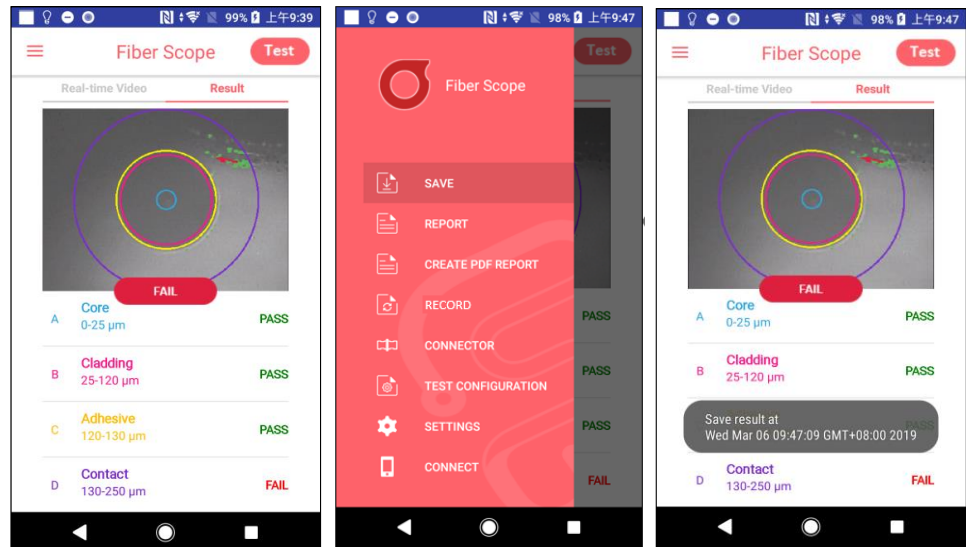 99% 上午9:39
Fiber Scope Test
Real-time Video Result
FAIL
A Core PASS
0-25 μm
B Cladding PASS
25-120 μm
C Adhesive PASS
120-130 μm
D Contact FAIL
130-250 μm
98% 上午9:47
Fiber Scope Test
SAVE
REPORT
CREATE PDF REPORT
RECORD
PASS
CONNECTOR
PASS
TEST CONFIGURATION
SETTINGS PASS
CONNECT
FAIL
98% 上午9:47
Fiber Scope Test
Real-time Video Result
FAIL
A Core PASS
0-25 μm
B Cladding PASS
25-120 μm
Save result at
Wed Mar 06 09:47:09 GMT+08:00 2019
D Contact FAIL
130-250 μm